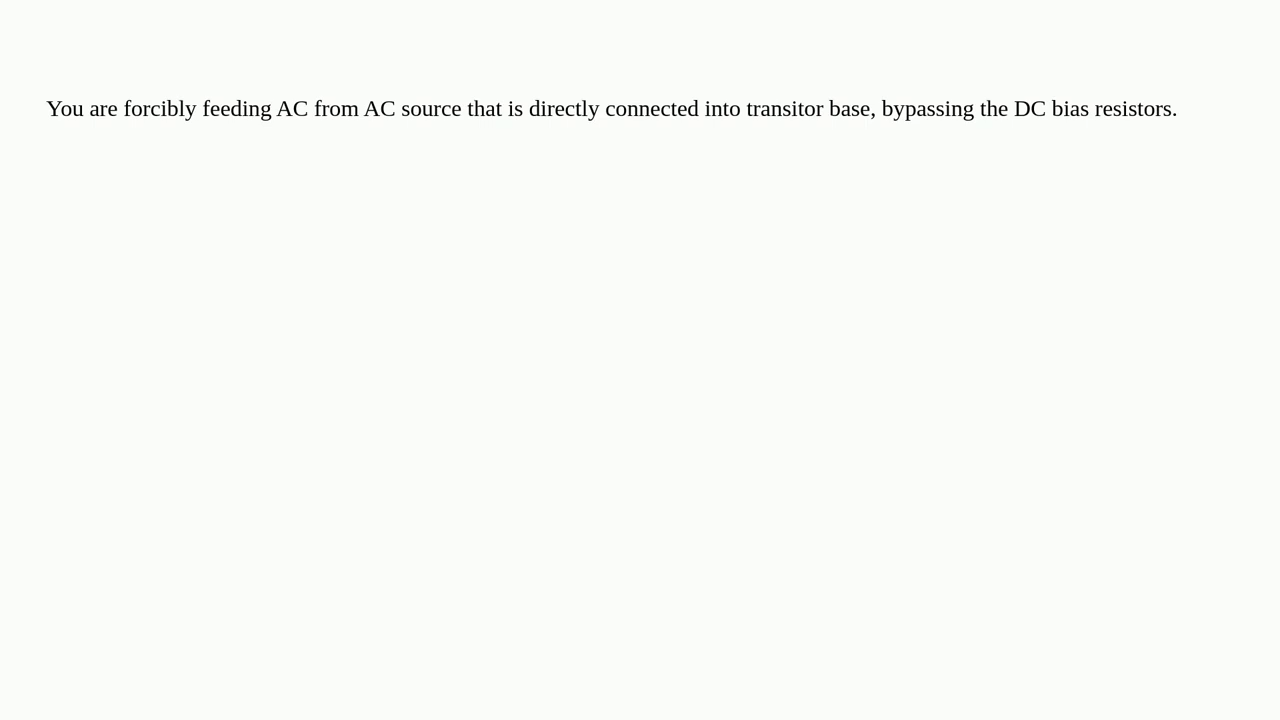 You are forcibly feeding AC from AC source that is directly connected into transitor base, bypassing the DC bias resistors.